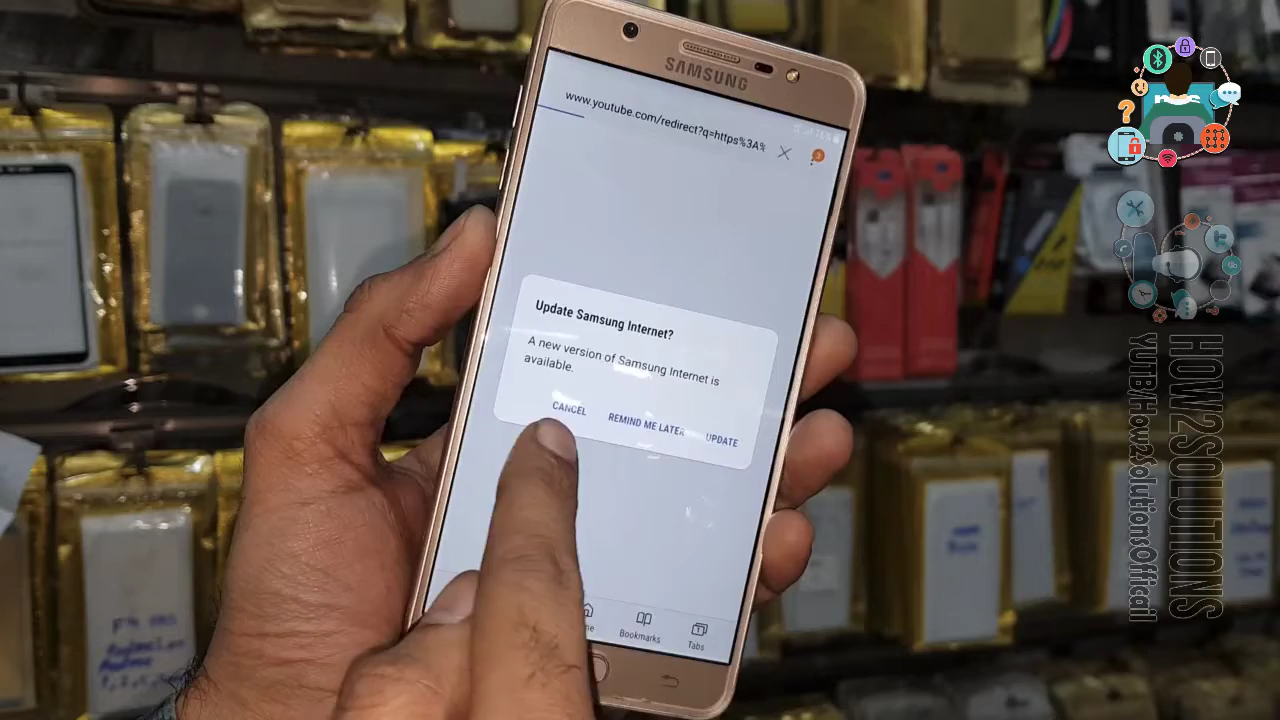 SAMSUNG
www.youtube.com/redirect?q=https%3A%
Update Samsung Internet?
A new version of Samsung Internet is
available.
CANCEL
REMIND ME LATER
UPDATE
Bookmarks
Tabs
HOW2SOLUTIONS
YUTB/How2SolutionsOffcail